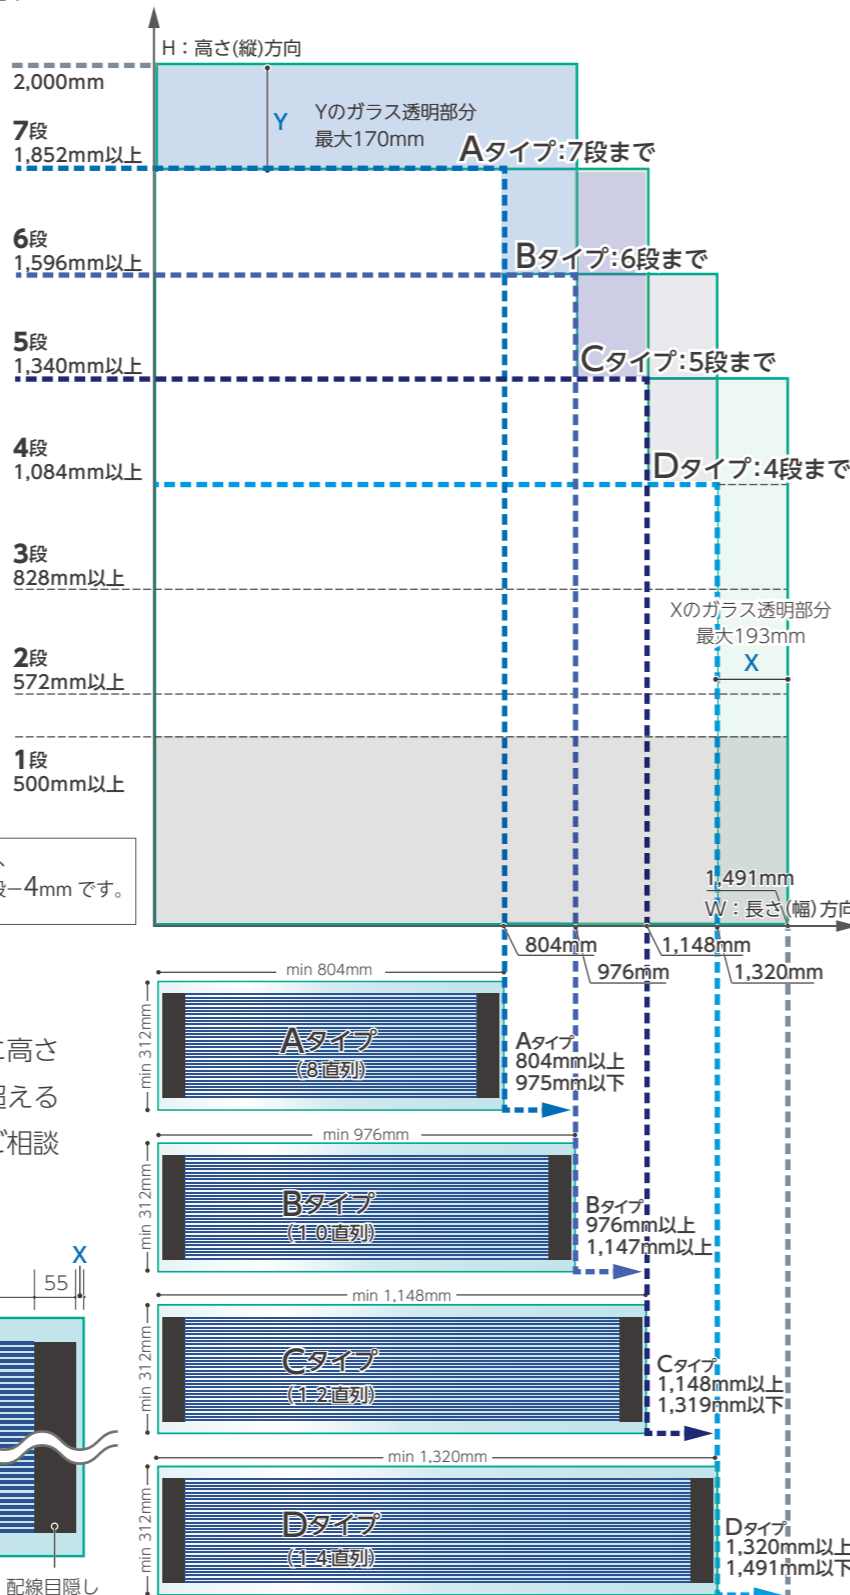 H：高さ(縦)方向
2,000mm
Y
Yのガラス透明部分
最大170mm
7段
1,852mm以上
Aタイプ:7段まで
6段
1,596mm以上
Bタイプ:6段まで
5段
1,340mm以上
Cタイプ:5段まで
4段
1,084mm以上
Dタイプ:4段まで
3段
828mm以上
Xのガラス透明部分
最大193mm
X
2段
572mm以上
1段
500mm以上
段−4mm です。
1,491mm
W：長さ(幅)方向
804mm
976mm
1,148mm
1,320mm
min 804mm
min 312mm
Aタイプ
(8直列)
Aタイプ
804mm以上
975mm以下
に高さ
超える
ご相談
min 976mm
min 312mm
Bタイプ
(10直列)
Bタイプ
976mm以上
1,147mm以上
X
55
min 1,148mm
min 312mm
Cタイプ
(12直列)
Cタイプ
1,148mm以上
1,319mm以下
min 1,320mm
min 312mm
Dタイプ
(14直列)
Dタイプ
1,320mm以上
1,491mm以下
配線目隠し